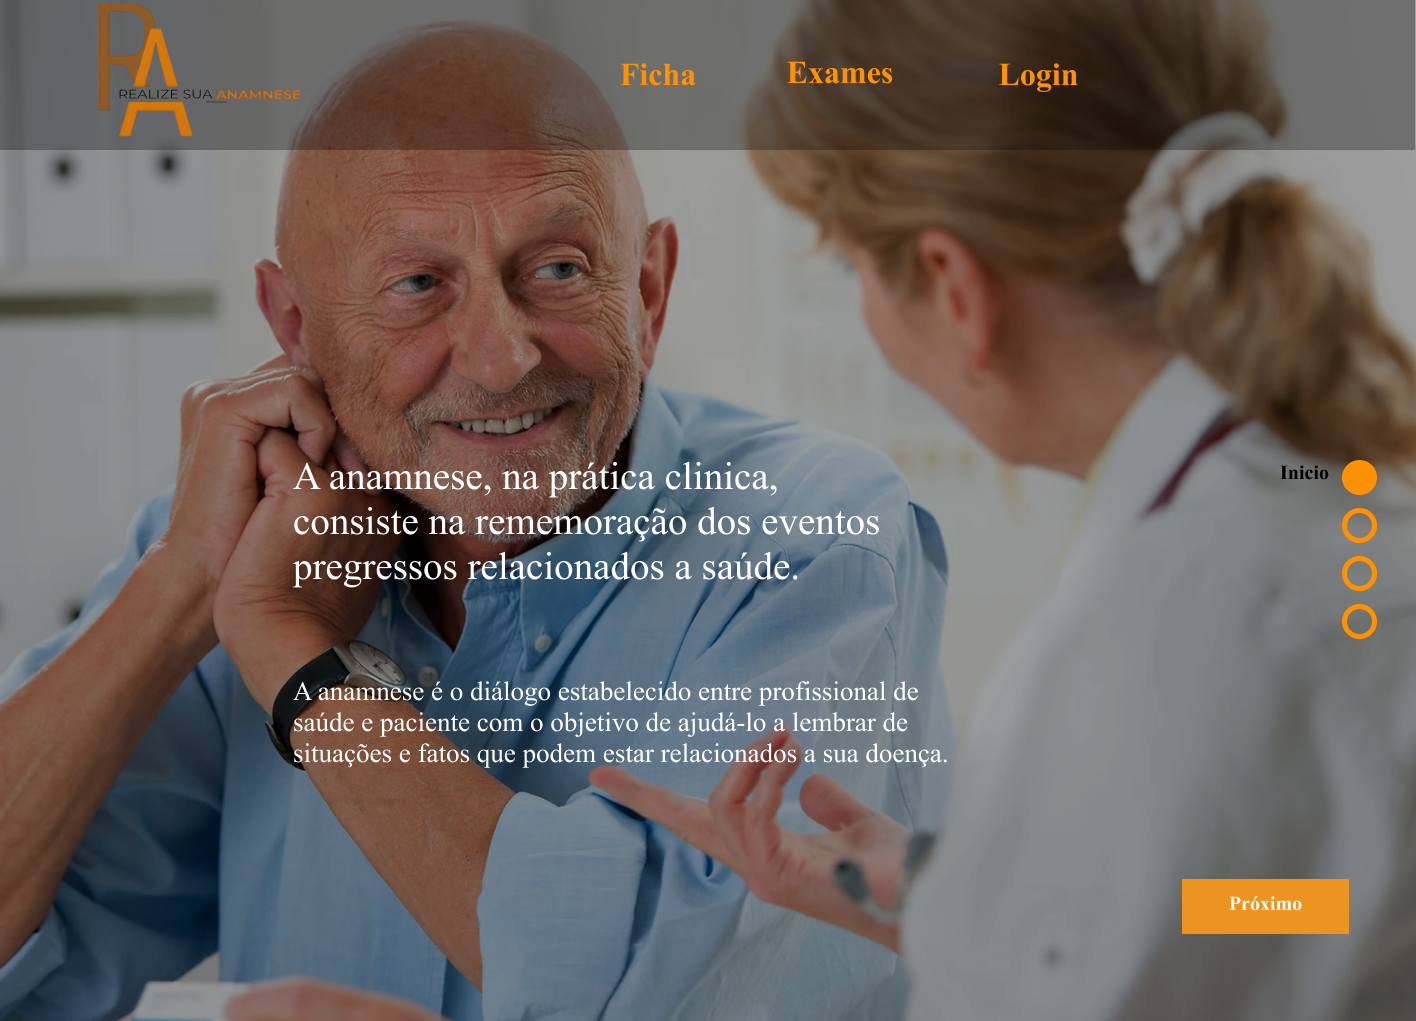 RA
REALIZE SUA ANAMNESE
Ficha Exames Login
A anamnese, na prática clinica,
consiste na rememoração dos eventos
pregressos relacionados a saúde.
Inicio
A anamnese é o diálogo estabelecido entre profissional de
saúde e paciente com o objetivo de ajudá-lo a lembrar de
situações e fatos que podem estar relacionados a sua doença.
Próximo